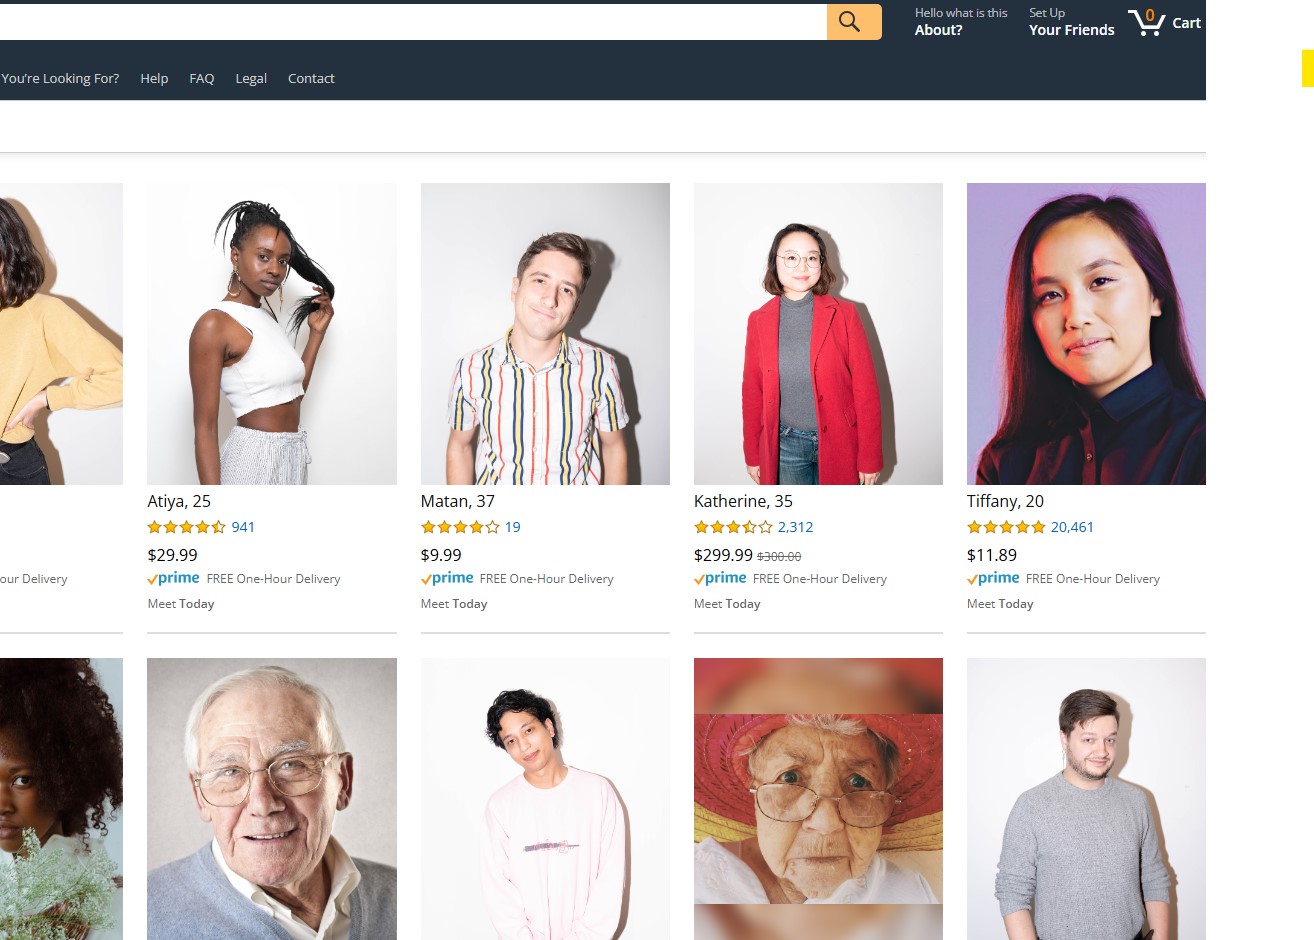 Hello what is this
About?
Set Up
Your Friends
0
Cart
You're Looking For? Help FAQ Legal Contact
Atiya, 25
941
$29.99
prime FREE One-Hour Delivery
Meet Today
Matan, 37
19
$9.99
prime FREE One-Hour Delivery
Meet Today
Katherine, 35
2,312
$299.99 $300.00
prime FREE One-Hour Delivery
Meet Today
Tiffany, 20
20,461
$11.89
prime FREE One-Hour Delivery
Meet Today
our Delivery